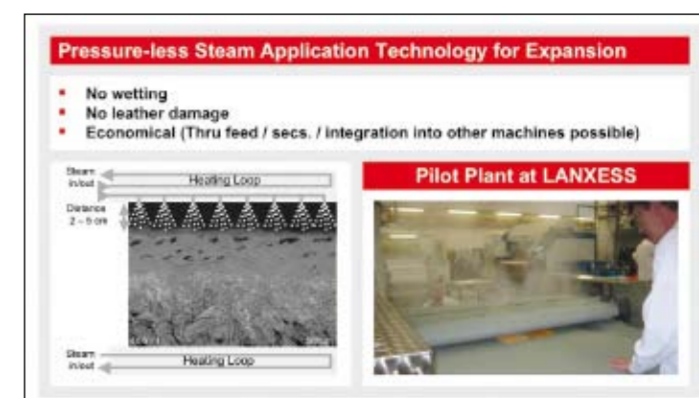 Pressure-less Steam Application Technology for Expansion
No wetting
No leather damage
Economical (Thru feed / secs. / integration into other machines possible)
Steam
in/out
Heating Loop
Distance
2 – 5 cm
Steam
in/out
Heating Loop
Pilot Plant at LANXESS